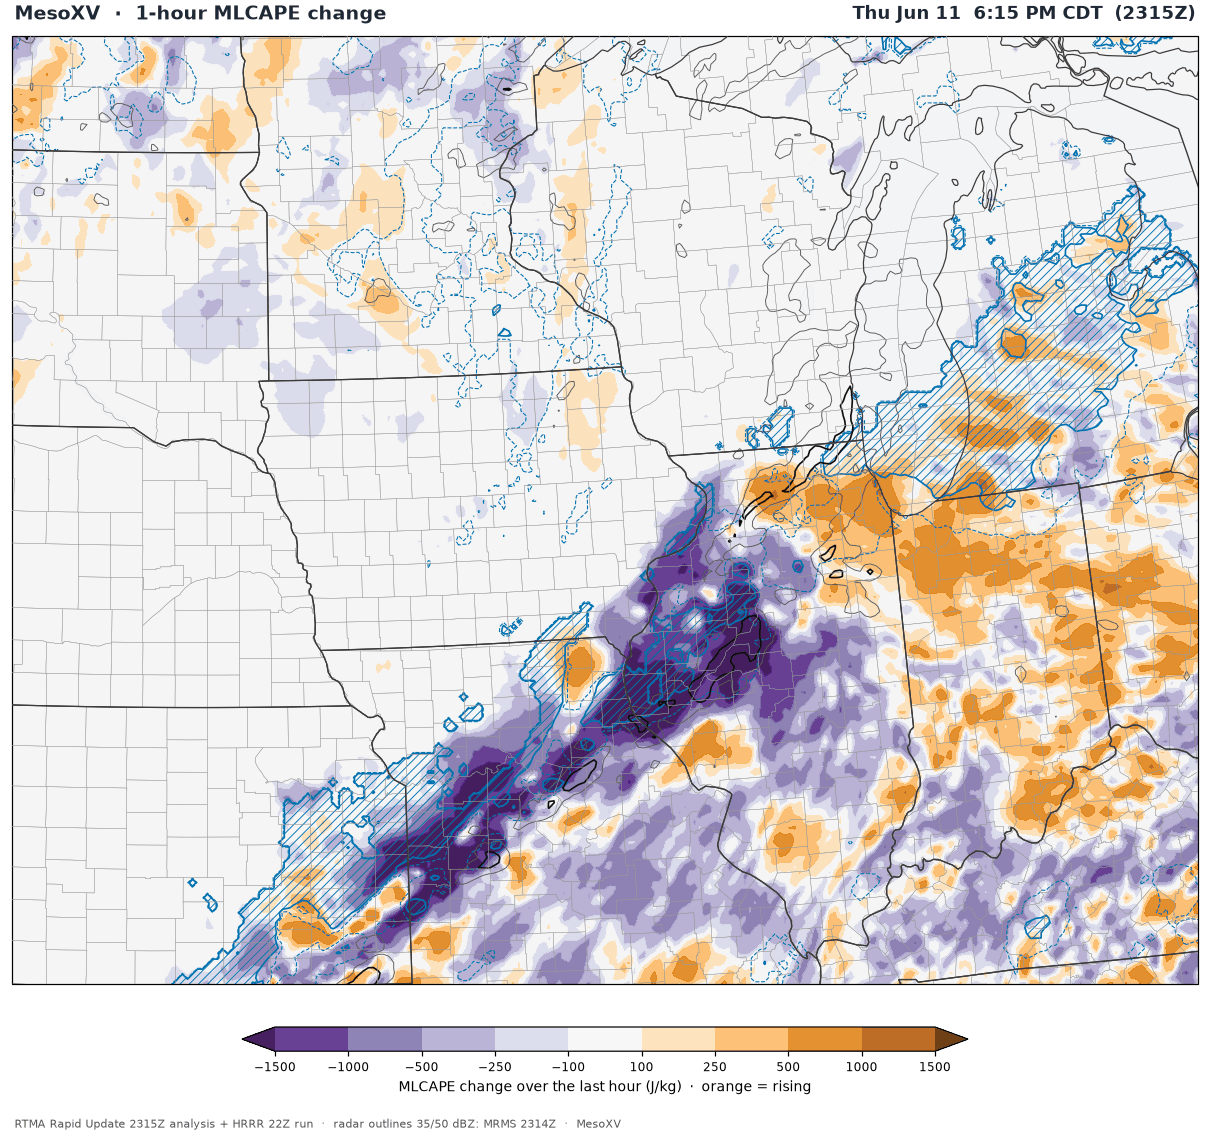 MesoXV · 1-hour MLCAPE change
Thu Jun 11 6:15 PM CDT (2315Z)
−1500 −1000 −500 −250 −100 100 250 500 1000 1500
MLCAPE change over the last hour (J/kg) · orange = rising
RTMA Rapid Update 2315Z analysis + HRRR 22Z run · radar outlines 35/50 dBZ: MRMS 2314Z · MesoXV